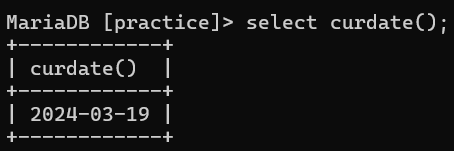 MariaDB [practice]> select curdate();
+------------+
| curdate()  |
+------------+
| 2024-03-19 |
+------------+